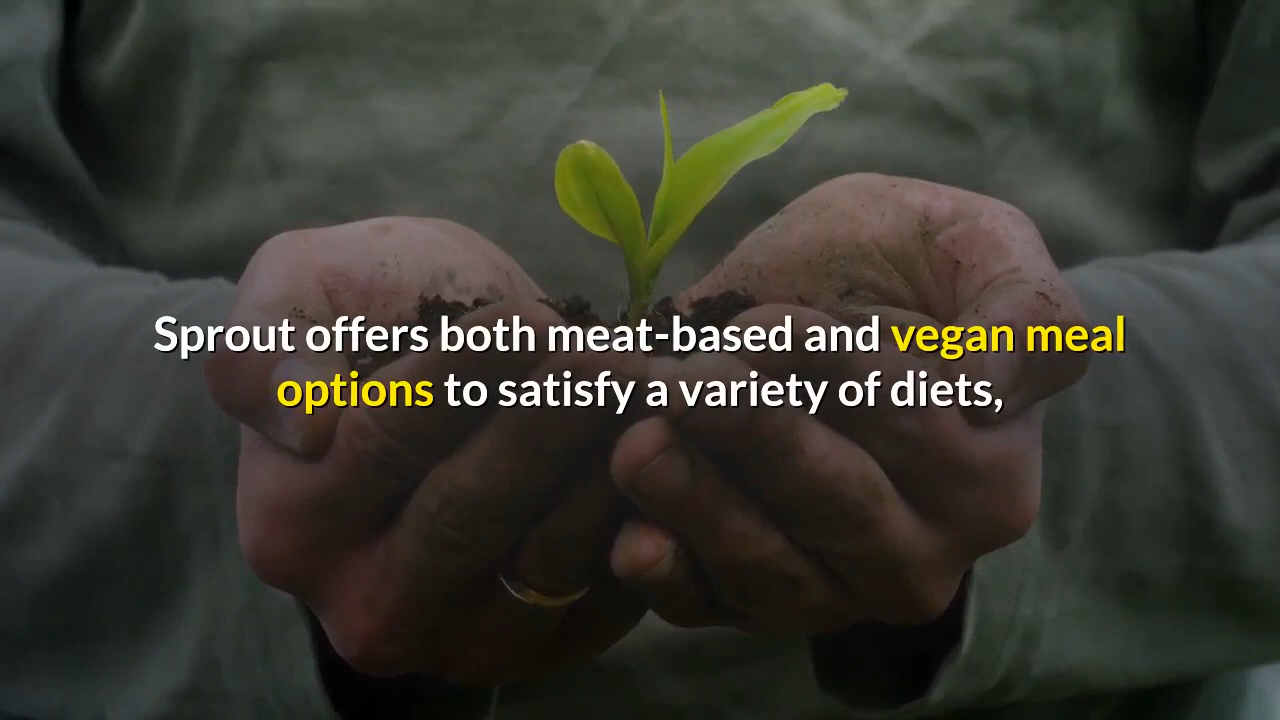 Sprout offers both meat-based and vegan meal
options to satisfy a variety of diets,